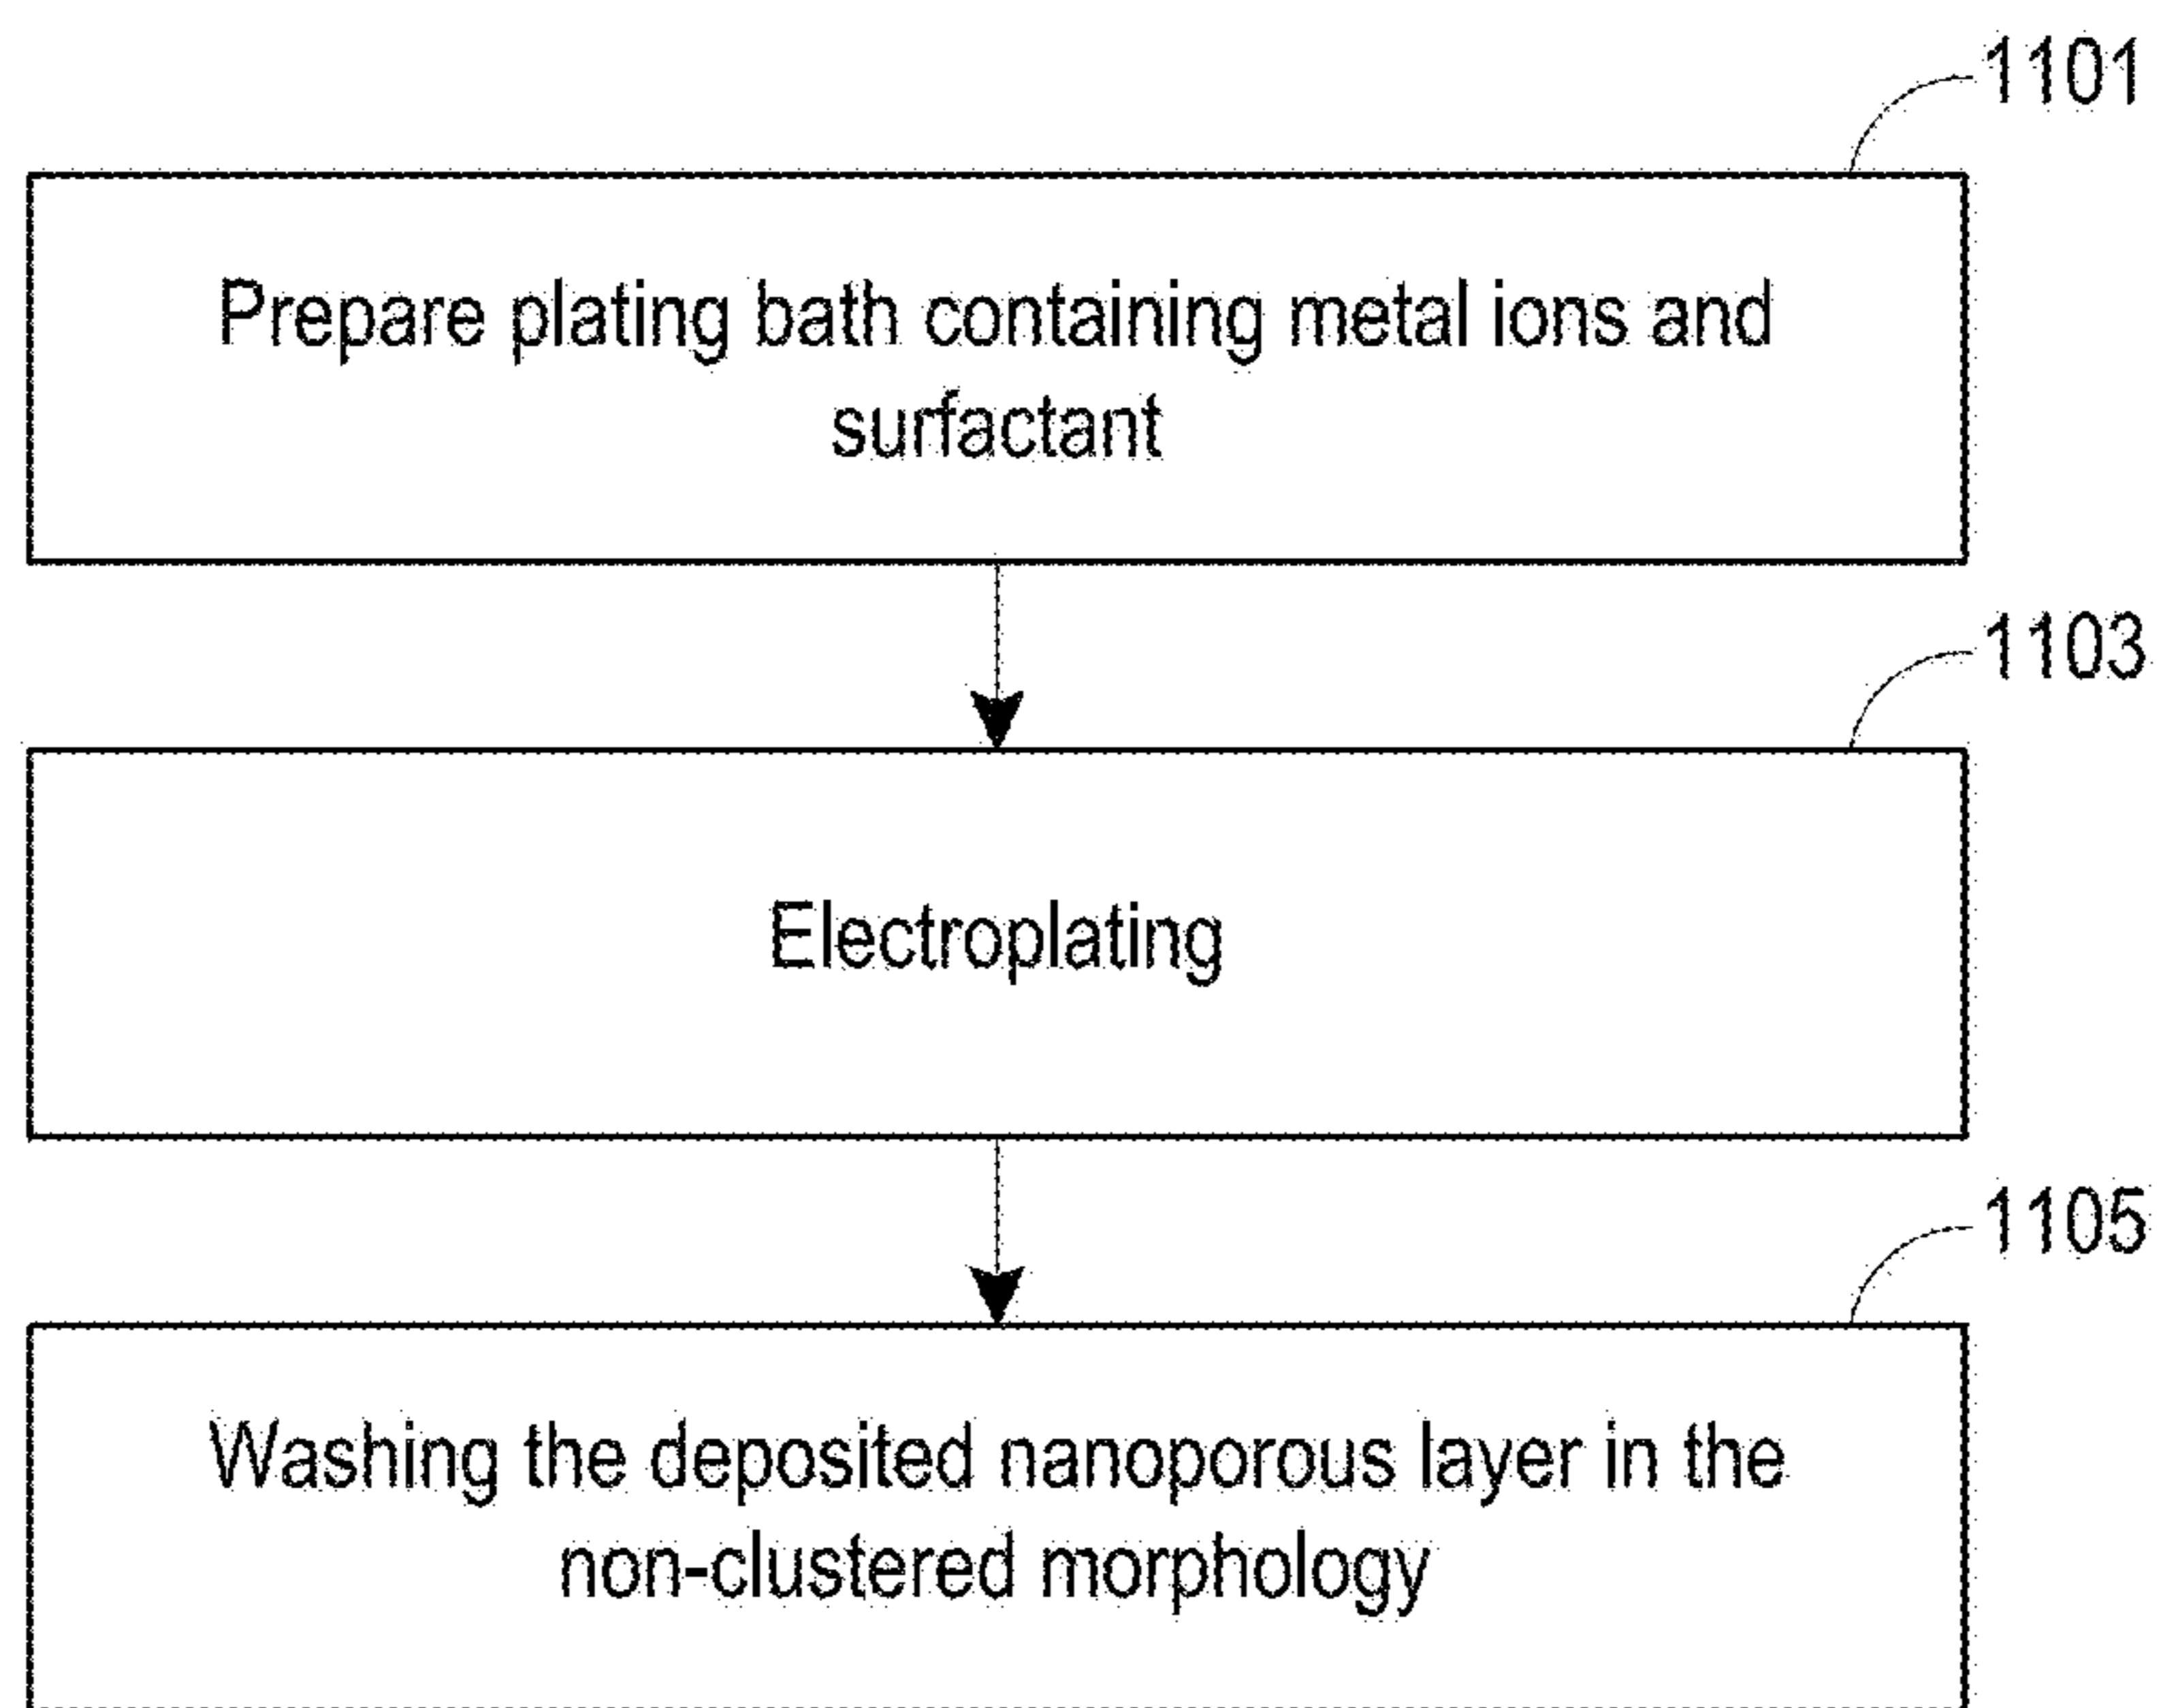 1101
Prepare plating bath containing metal ions and
surfactant
1103
Electroplating
1105
Washing the deposited nanoporous layer in the
non-clustered morphology